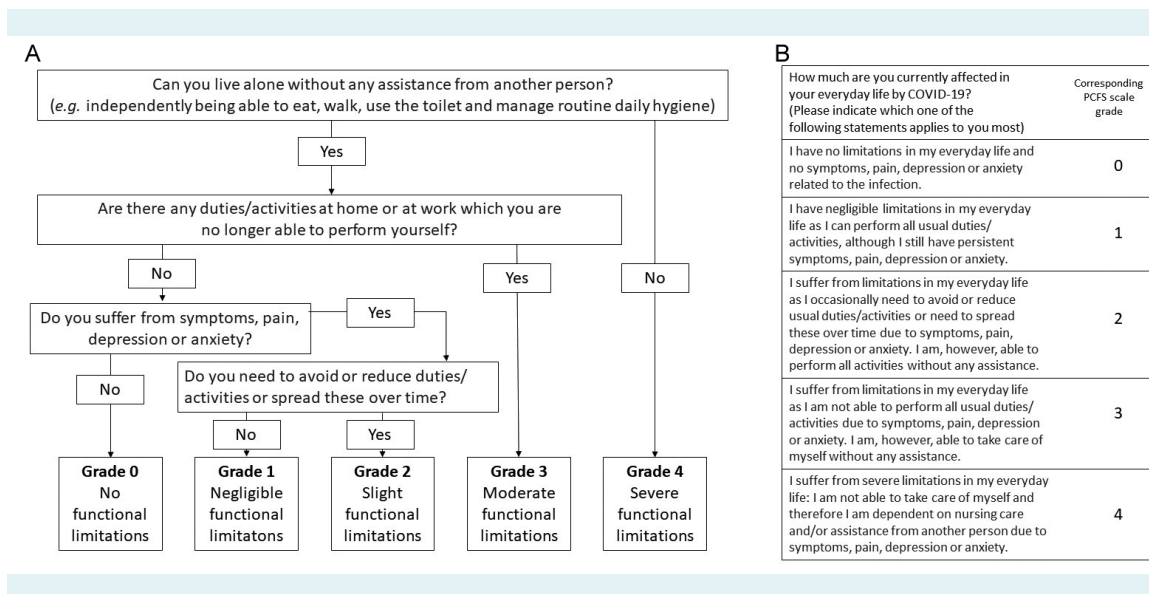 A
Can you live alone without any assistance from another person?
(e.g. independently being able to eat, walk, use the toilet and manage routine daily hygiene)
Yes
Are there any duties/activities at home or at work which you are
no longer able to perform yourself?
No
Yes
No
Do you suffer from symptoms, pain,
depression or anxiety?
Yes
No
Do you need to avoid or reduce duties/
activities or spread these over time?
No
Yes
Grade 0
No
functional
limitations
Grade 1
Negligible
functional
limitatons
Grade 2
Slight
functional
limitations
Grade 3
Moderate
functional
limitations
Grade 4
Severe
functional
limitations
B
How much are you currently affected in
your everyday life by COVID-19?
(Please indicate which one of the
following statements applies to you most)
Corresponding
PCFS scale
grade
I have no limitations in my everyday life and
no symptoms, pain, depression or anxiety
related to the infection.
0
I have negligible limitations in my everyday
life as I can perform all usual duties/
activities, although I still have persistent
symptoms, pain, depression or anxiety.
1
I suffer from limitations in my everyday life
as I occasionally need to avoid or reduce
usual duties/activities or need to spread
these over time due to symptoms, pain,
depression or anxiety. I am, however, able to
perform all activities without any assistance.
2
I suffer from limitations in my everyday life
as I am not able to perform all usual duties/
activities due to symptoms, pain, depression
or anxiety. I am, however, able to take care of
myself without any assistance.
3
I suffer from severe limitations in my everyday
life: I am not able to take care of myself and
therefore I am dependent on nursing care
and/or assistance from another person due to
symptoms, pain, depression or anxiety.
4